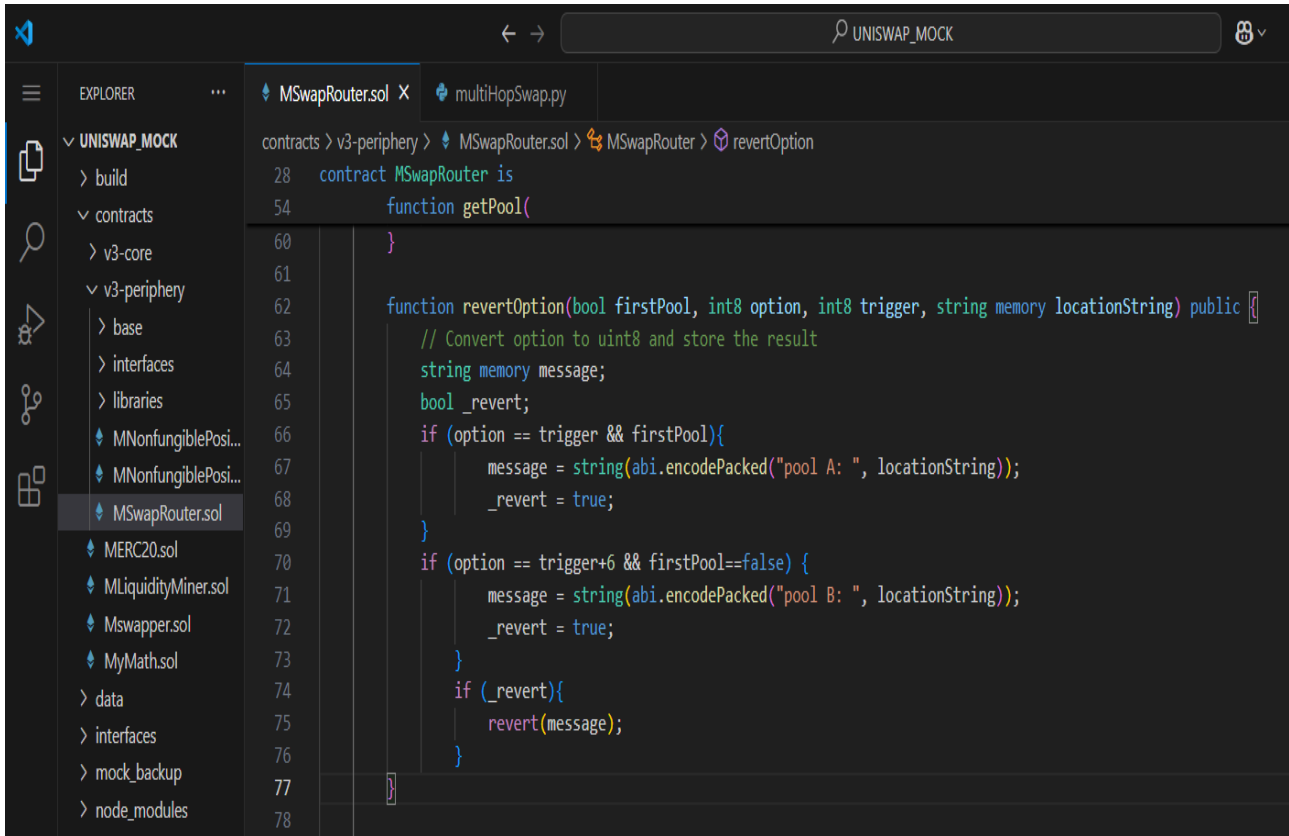 UNISWAP_MOCK
EXPLORER ···
UNISWAP_MOCK
build
contracts
v3-core
v3-periphery
base
interfaces
libraries
MNonfungiblePosi...
MNonfungiblePosi...
MSwapRouter.sol
MERC20.sol
MLiquidityMiner.sol
Mswapper.sol
MyMath.sol
data
interfaces
mock_backup
node_modules
MSwapRouter.sol X multiHopSwap.py
contracts > v3-periphery > MSwapRouter.sol > MSwapRouter > revertOption
28 contract MSwapRouter is
54 function getPool(
60 }
61
62 function revertOption(bool firstPool, int8 option, int8 trigger, string memory locationString) public {
63 // Convert option to uint8 and store the result
64 string memory message;
65 bool _revert;
66 if (option == trigger && firstPool){
67 message = string(abi.encodePacked("pool A: ", locationString));
68 _revert = true;
69 }
70 if (option == trigger+6 && firstPool==false) {
71 message = string(abi.encodePacked("pool B: ", locationString));
72 _revert = true;
73 }
74 if (_revert){
75 revert(message);
76 }
77 }
78